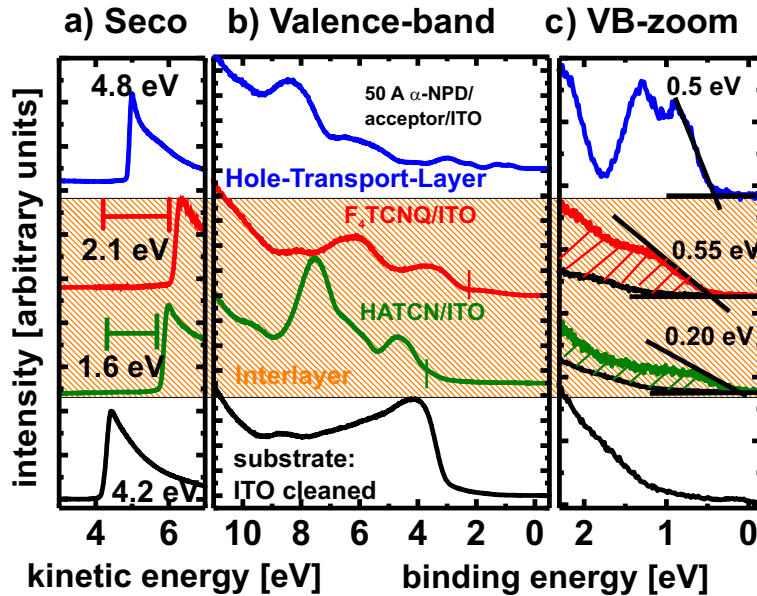 a) Seco
b) Valence-band
c) VB-zoom
intensity [arbitrary units]
4.8 eV
50 A α-NPD/
acceptor/ITO
0.5 eV
Hole-Transport-Layer
F₄TCNQ/ITO
2.1 eV
0.55 eV
HATCN/ITO
1.6 eV
0.20 eV
Interlayer
substrate:
ITO cleaned
4.2 eV
4 6
10 8 6 4 2 0
2 1 0
kinetic energy [eV]
binding energy [eV]